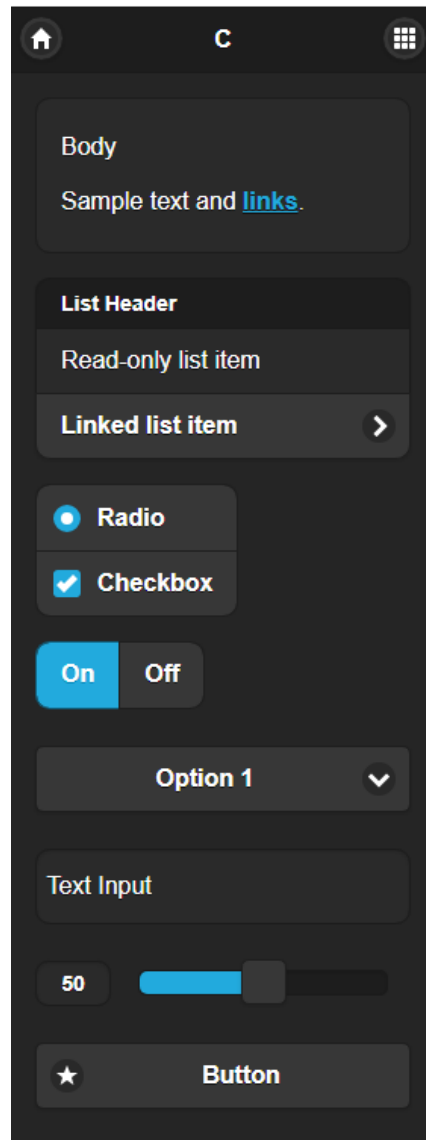 C
Body
Sample text and links.
List Header
Read-only list item
Linked list item
Radio
Checkbox
On Off
Option 1
Text Input
50
Button